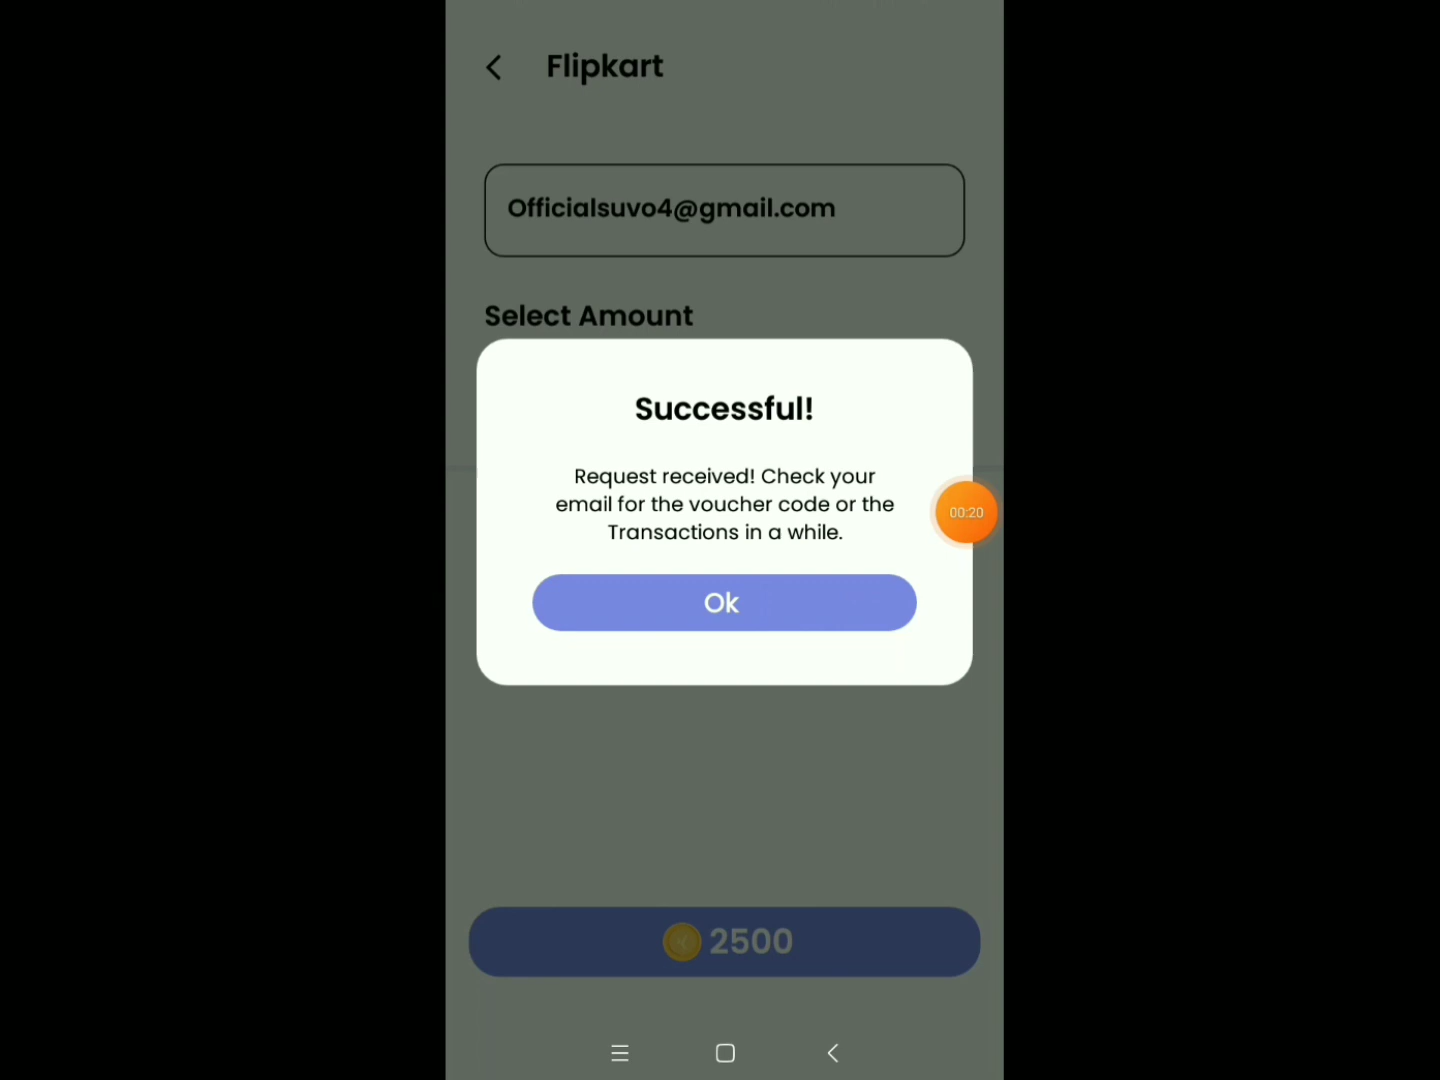 Flipkart
Officialsuvo4@gmail.com
Select Amount
Successful!
Request received! Check your
email for the voucher code or the
Transactions in a while.
00:20
Ok
2500